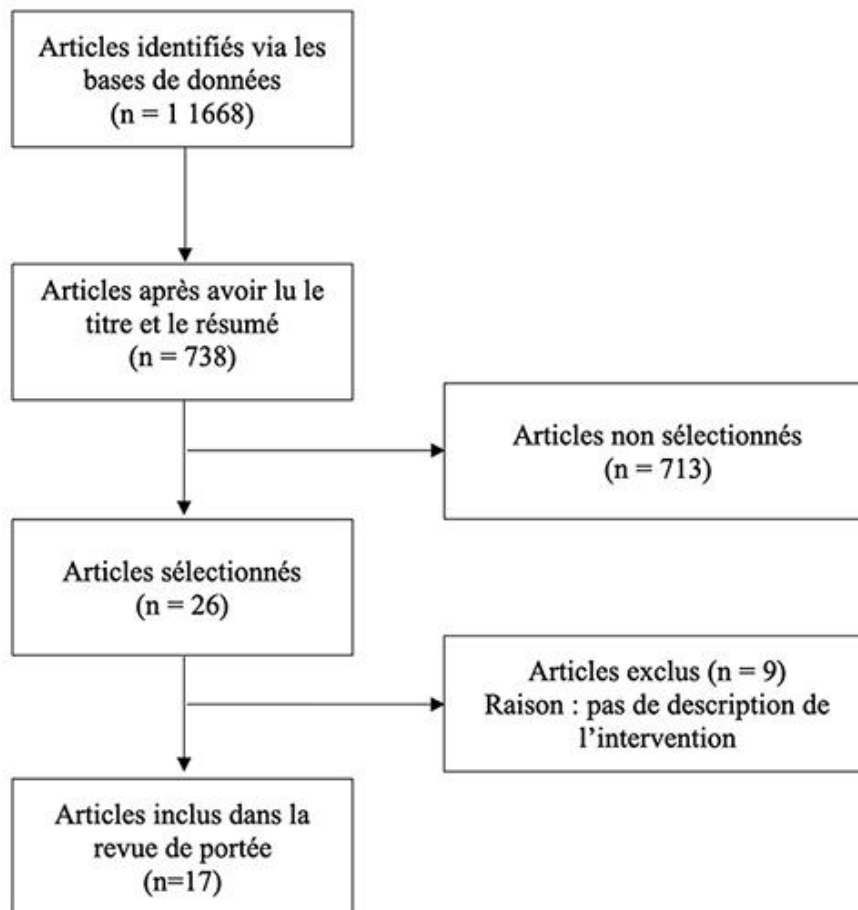 Articles identifiés via les
bases de données
(n = 1 1668)
Articles après avoir lu le
titre et le résumé
(n = 738)
Articles non sélectionnés
(n = 713)
Articles sélectionnés
(n = 26)
Articles exclus (n = 9)
Raison : pas de description de
l’intervention
Articles inclus dans la
revue de portée
(n=17)